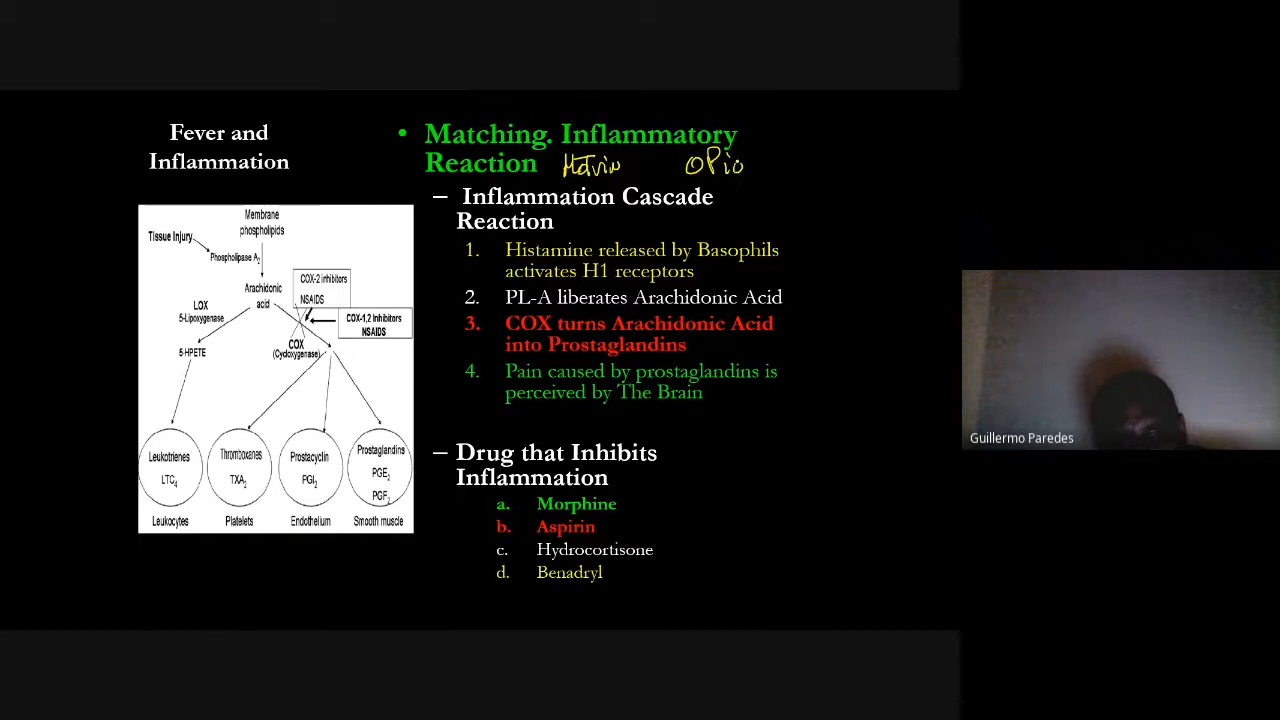 Fever and
Inflammation
• Matching. Inflammatory
Reaction
OPio
– Inflammation Cascade
Reaction
1. Histamine released by Basophils
activates H1 receptors
2. PL-A liberates Arachidonic Acid
3. COX turns Arachidonic Acid
into Prostaglandins
4. Pain caused by prostaglandins is
perceived by The Brain
– Drug that Inhibits
Inflammation
a. Morphine
b. Aspirin
c. Hydrocortisone
d. Benadryl
Membrane
phospholipids
Tissue Injury
Phospholipase A2
Arachidonic
acid
COX-2 inhibitors
NSAIDS
LOX
5-Lipoxygenase
COX-1,2 Inhibitors
NSAIDS
5-HPETE
COX
(Cycloxygenase)
Leukotrienes
LTC4
Thromboxanes
TXA2
Prostacyclin
PGI2
Prostaglandins
PGE2
PGF2
Leukocytes
Platelets
Endothelium
Smooth muscle
Guillermo Paredes